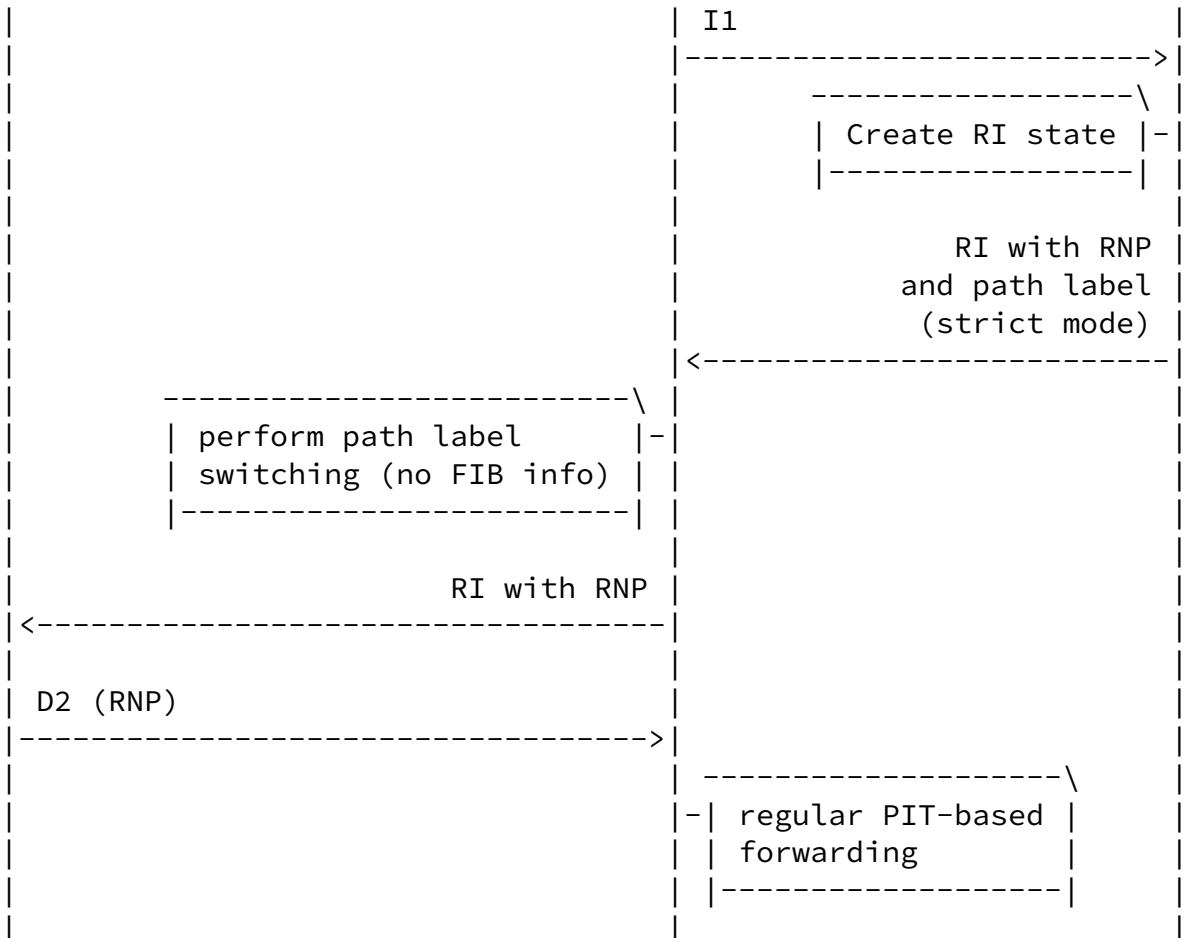 I1
Create RI state
RI with RNP
and path label
(strict mode)
perform path label
switching (no FIB info)
RI with RNP
D2 (RNP)
regular PIT-based
forwarding